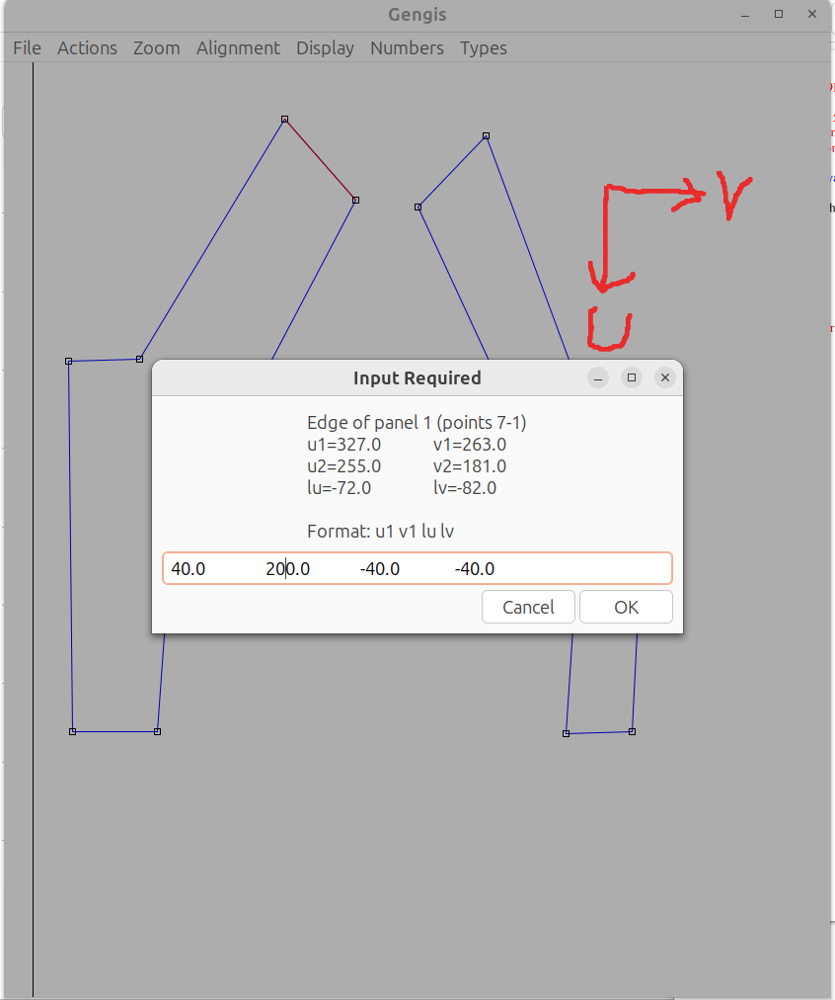 Gengis
File Actions Zoom Alignment Display Numbers Types
V
U
Input Required
Edge of panel 1 (points 7-1)
u1=327.0 v1=263.0
u2=255.0 v2=181.0
lu=-72.0 lv=-82.0
Format: u1 v1 lu lv
40.0 200.0 -40.0 -40.0
Cancel OK